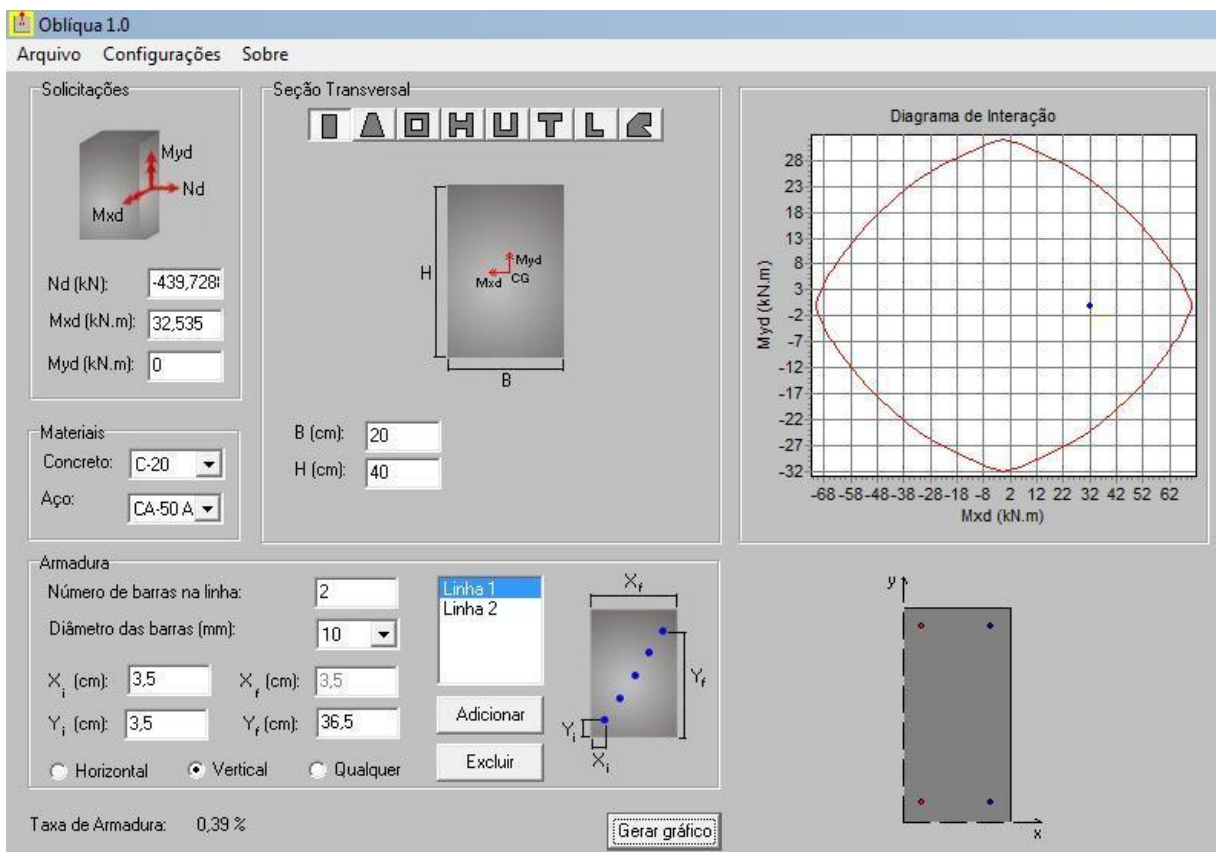 Oblíqua 1.0
Arquivo Configurações Sobre
Solicitações
Myd
Nd
Mxd
Nd (kN): -439,728
Mxd (kN.m): 32,535
Myd (kN.m): 0
Materiais
Concreto: C-20
Aço: CA-50 A
Seção Transversal
H
Myd
Mxd CG
B
B (cm): 20
H (cm): 40
Diagrama de Interação
Myd (kN.m)
28
23
18
13
8
3
-2
-7
-12
-17
-22
-27
-32
-68 -58 -48 -38 -28 -18 -8 2 12 22 32 42 52 62
Mxd (kN.m)
Armadura
Número de barras na linha: 2
Diâmetro das barras (mm): 10
Xi (cm): 3,5 Xf (cm): 3,5
Yi (cm): 3,5 Yf (cm): 36,5
Horizontal Vertical Qualquer
Linha 1
Linha 2
Adicionar
Excluir
Xf
Yf
Yi
Xi
Taxa de Armadura: 0,39 %
Gerar gráfico
y
x